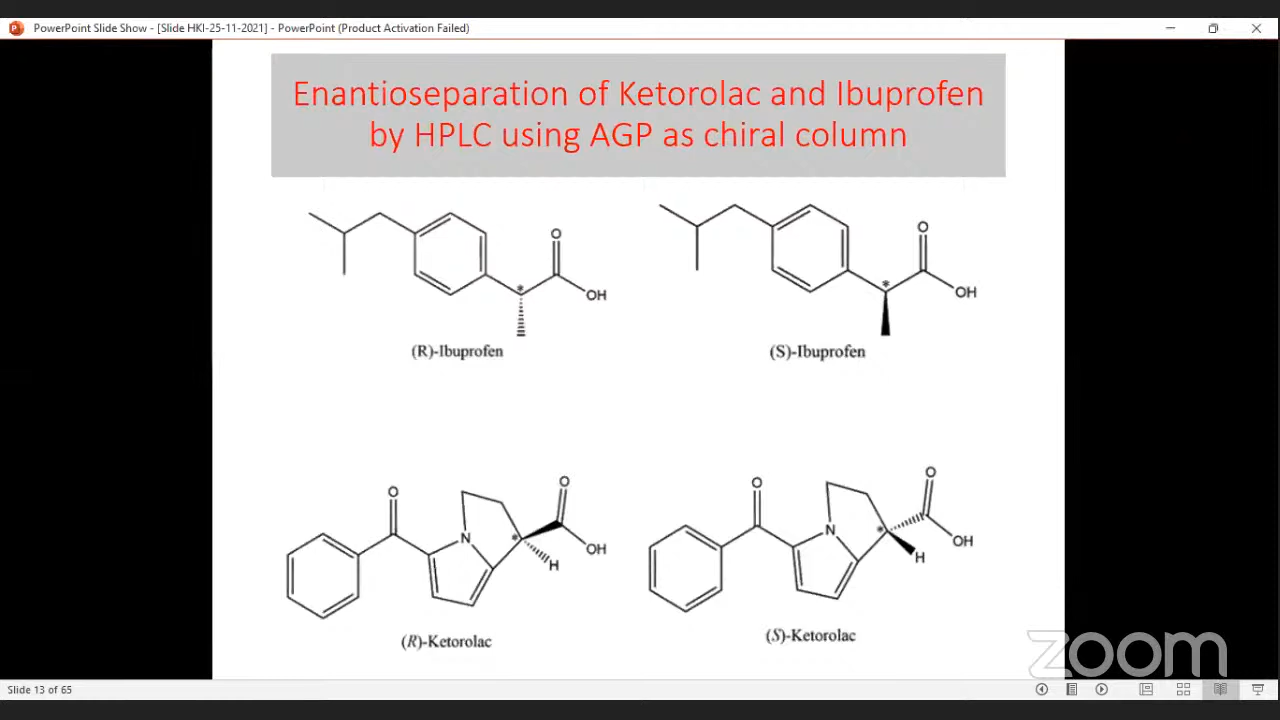 PowerPoint Slide Show - [Slide HKI-25-11-2021] - PowerPoint (Product Activation Failed)
Enantioseparation of Ketorolac and Ibuprofen
by HPLC using AGP as chiral column
O
*
OH
(R)-Ibuprofen
O
*
OH
(S)-Ibuprofen
O
O
N
*
OH
H
(R)-Ketorolac
O
O
N
*
OH
H
(S)-Ketorolac
zoom
Slide 13 of 65